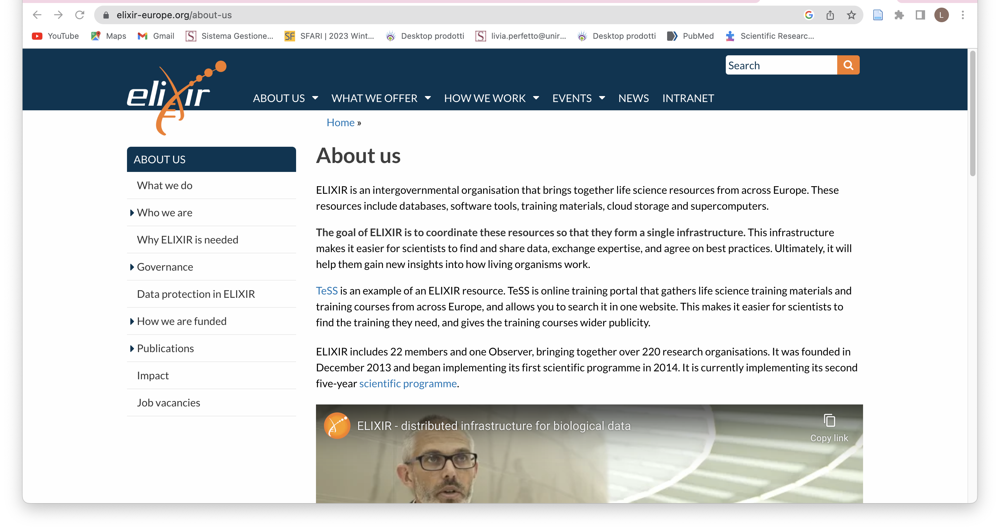 elixir-europe.org/about-us
L
YouTube
Maps
Gmail
S Sistema Gestione...
SF SFARI | 2023 Wint...
Desktop prodotti
S livia.perfetto@unir...
Desktop prodotti
PubMed
Scientific Researc...
elixir
Search
ABOUT US
WHAT WE OFFER
HOW WE WORK
EVENTS
NEWS
INTRANET
Home »
ABOUT US
What we do
Who we are
Why ELIXIR is needed
Governance
Data protection in ELIXIR
How we are funded
Publications
Impact
Job vacancies
About us
ELIXIR is an intergovernmental organisation that brings together life science resources from across Europe. These
resources include databases, software tools, training materials, cloud storage and supercomputers.
The goal of ELIXIR is to coordinate these resources so that they form a single infrastructure. This infrastructure
makes it easier for scientists to find and share data, exchange expertise, and agree on best practices. Ultimately, it will
help them gain new insights into how living organisms work.
TeSS is an example of an ELIXIR resource. TeSS is online training portal that gathers life science training materials and
training courses from across Europe, and allows you to search it in one website. This makes it easier for scientists to
find the training they need, and gives the training courses wider publicity.
ELIXIR includes 22 members and one Observer, bringing together over 220 research organisations. It was founded in
December 2013 and began implementing its first scientific programme in 2014. It is currently implementing its second
five-year scientific programme.
ELIXIR - distributed infrastructure for biological data
Copy link